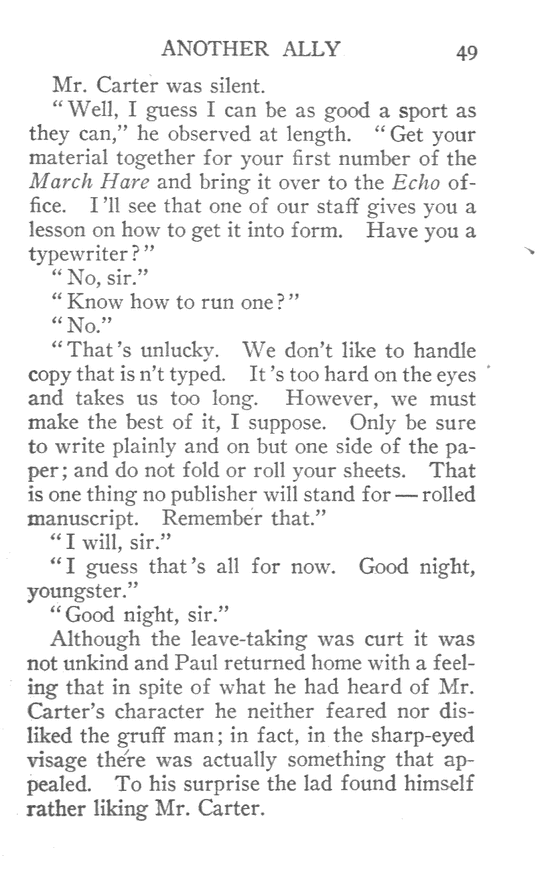 ANOTHER ALLY 49
Mr. Carter was silent.
“Well, I guess I can be as good a sport as
they can,” he observed at length. “Get your
material together for your first number of the
March Hare and bring it over to the Echo of-
fice. I’ll see that one of our staff gives you a
lesson on how to get it into form. Have you a
typewriter?”
“No, sir.”
“Know how to run one?”
“No.”
“That’s unlucky. We don’t like to handle
copy that is n’t typed. It’s too hard on the eyes
and takes us too long. However, we must
make the best of it, I suppose. Only be sure
to write plainly and on but one side of the pa-
per; and do not fold or roll your sheets. That
is one thing no publisher will stand for — rolled
manuscript. Remember that.”
“I will, sir.”
“I guess that’s all for now. Good night,
youngster.”
“Good night, sir.”
Although the leave-taking was curt it was
not unkind and Paul returned home with a feel-
ing that in spite of what he had heard of Mr.
Carter’s character he neither feared nor dis-
liked the gruff man; in fact, in the sharp-eyed
visage there was actually something that ap-
pealed. To his surprise the lad found himself
rather liking Mr. Carter.